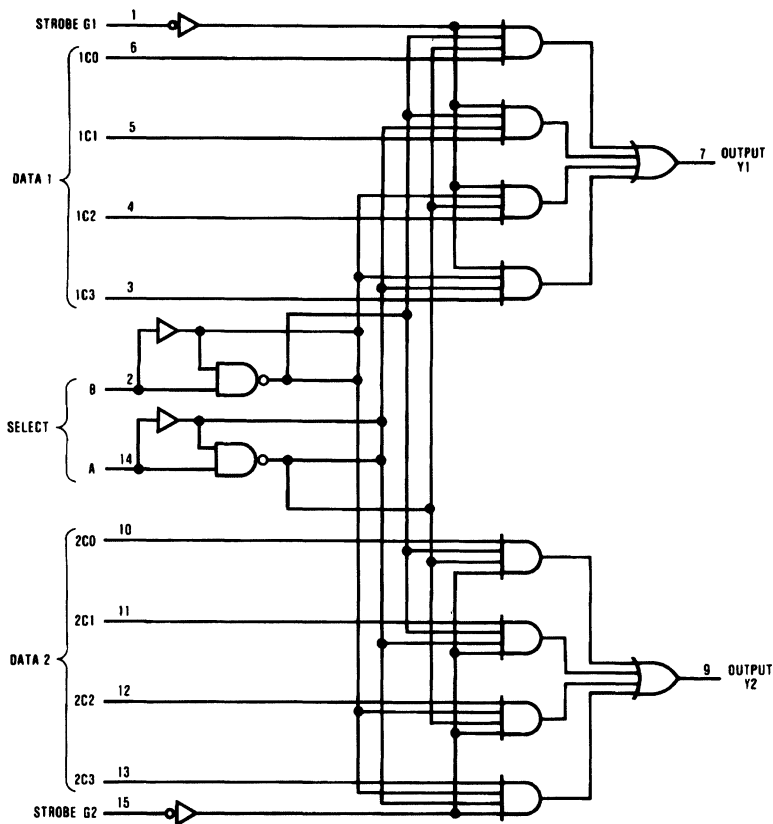 STROBE G1 1
6
1C0
5
1C1
DATA 1
4
1C2
3
1C3
7 OUTPUT
Y1
2
B
SELECT
14
A
10
2C0
11
2C1
DATA 2
12
2C2
13
2C3
9 OUTPUT
Y2
15
STROBE G2